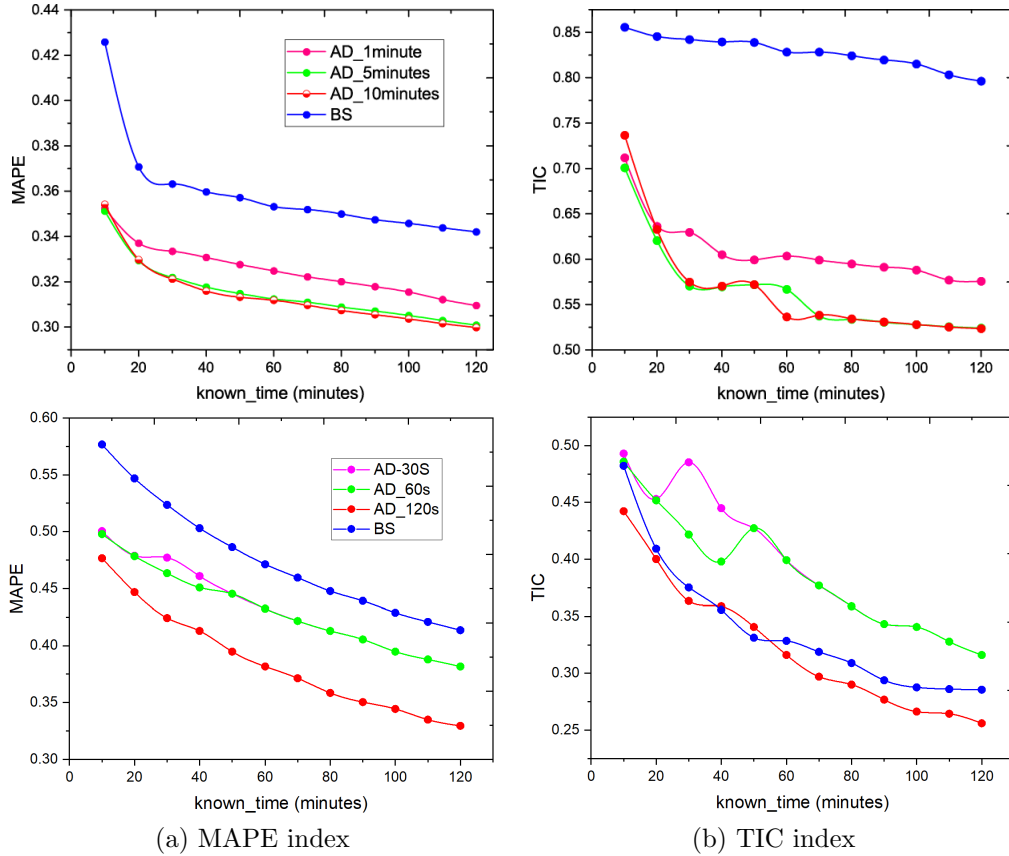 0.44
0.42
0.40
0.38
0.36
0.34
0.32
0.30
MAPE
AD_1minute
AD_5minutes
AD_10minutes
BS
0 20 40 60 80 100 120
known_time (minutes)
0.85
0.80
0.75
0.70
0.65
0.60
0.55
0.50
TIC
0 20 40 60 80 100 120
known_time (minutes)
0.60
0.55
0.50
0.45
0.40
0.35
0.30
MAPE
AD-30S
AD_60s
AD_120s
BS
0 20 40 60 80 100 120
known_time (minutes)
0.50
0.45
0.40
0.35
0.30
0.25
TIC
0 20 40 60 80 100 120
known_time (minutes)
(a) MAPE index
(b) TIC index